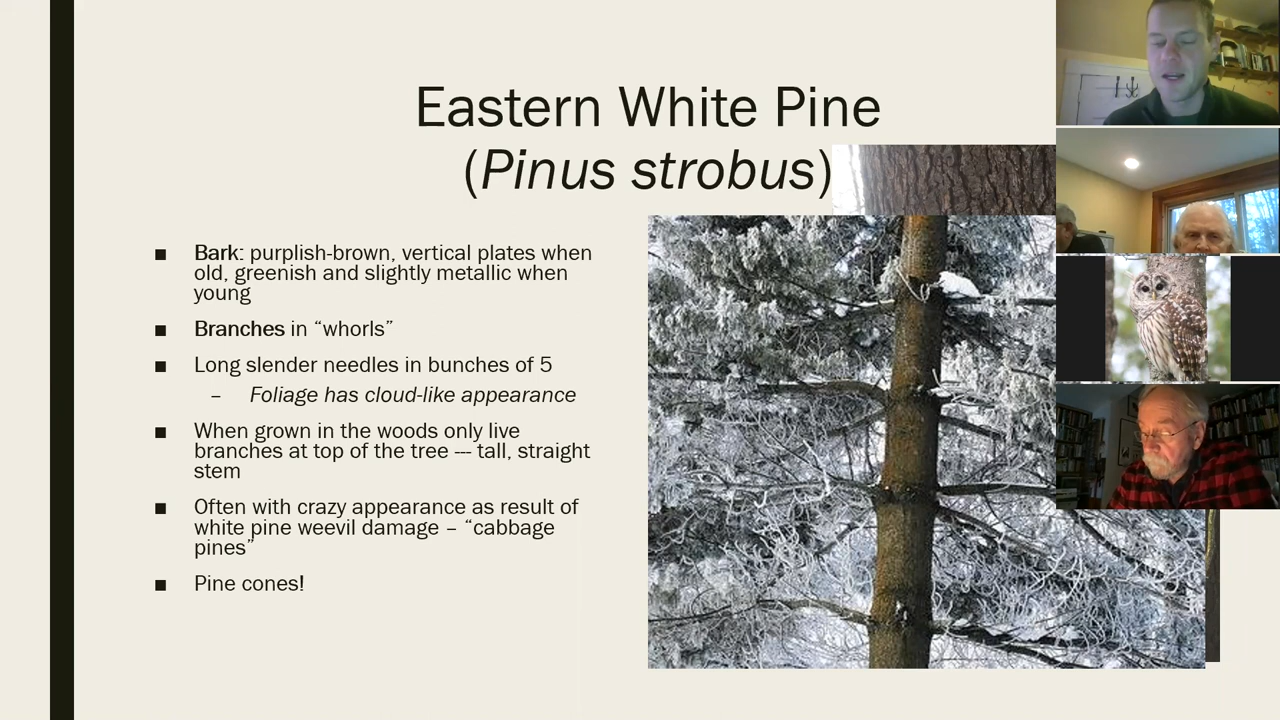 Eastern White Pine
(Pinus strobus)
■ Bark: purplish-brown, vertical plates when
old, greenish and slightly metallic when
young
■ Branches in “whorls”
■ Long slender needles in bunches of 5
– Foliage has cloud-like appearance
■ When grown in the woods only live
branches at top of the tree --- tall, straight
stem
■ Often with crazy appearance as result of
white pine weevil damage – “cabbage
pines”
■ Pine cones!